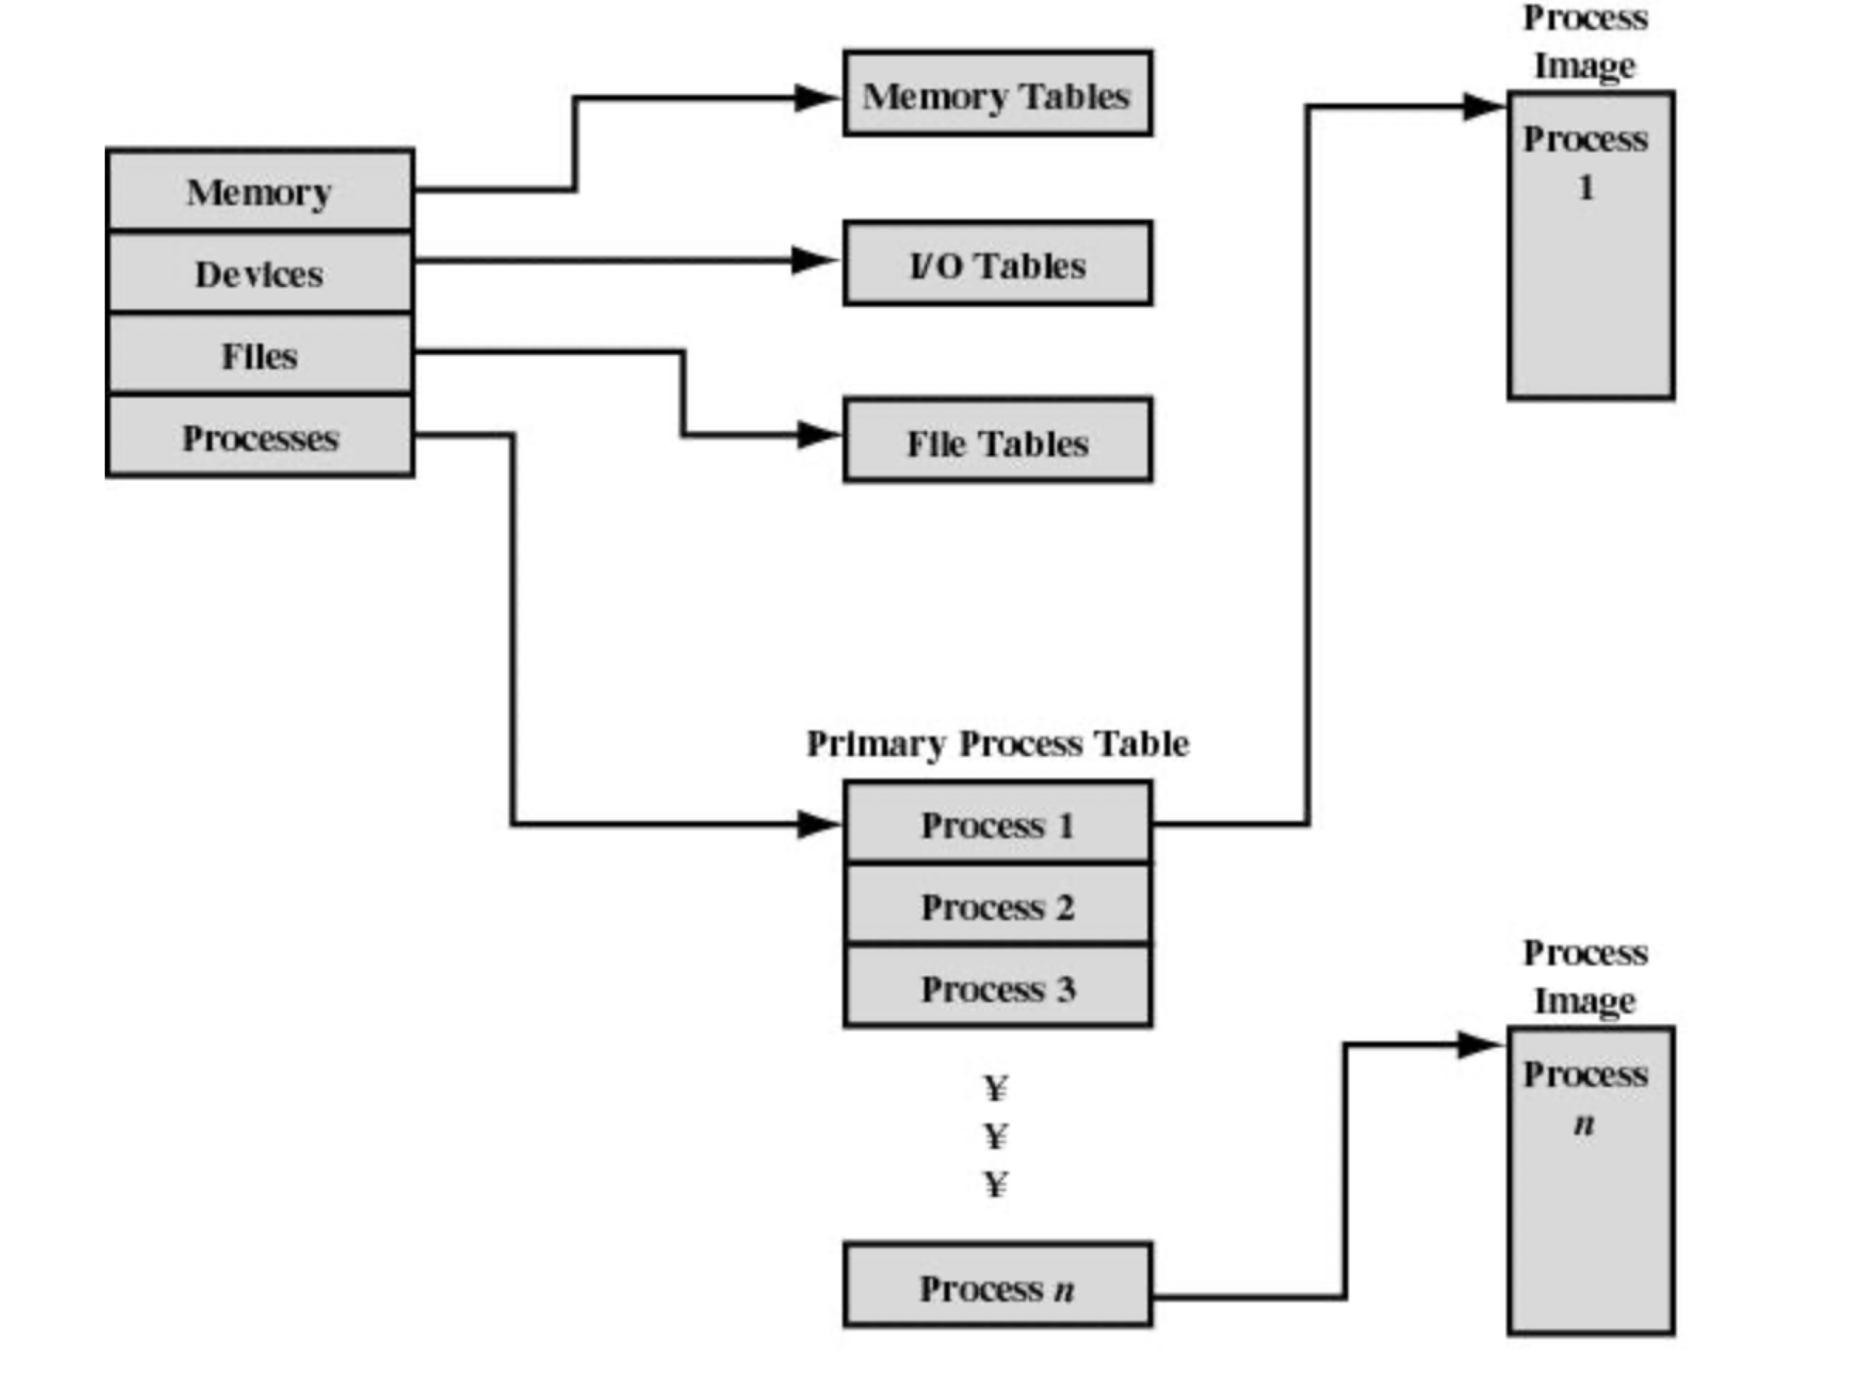 Memory
Devices
Files
Processes
Memory Tables
I/O Tables
File Tables
Primary Process Table
Process 1
Process 2
Process 3
¥
¥
¥
Process n
Process
Image
Process
1
Process
Image
Process
n